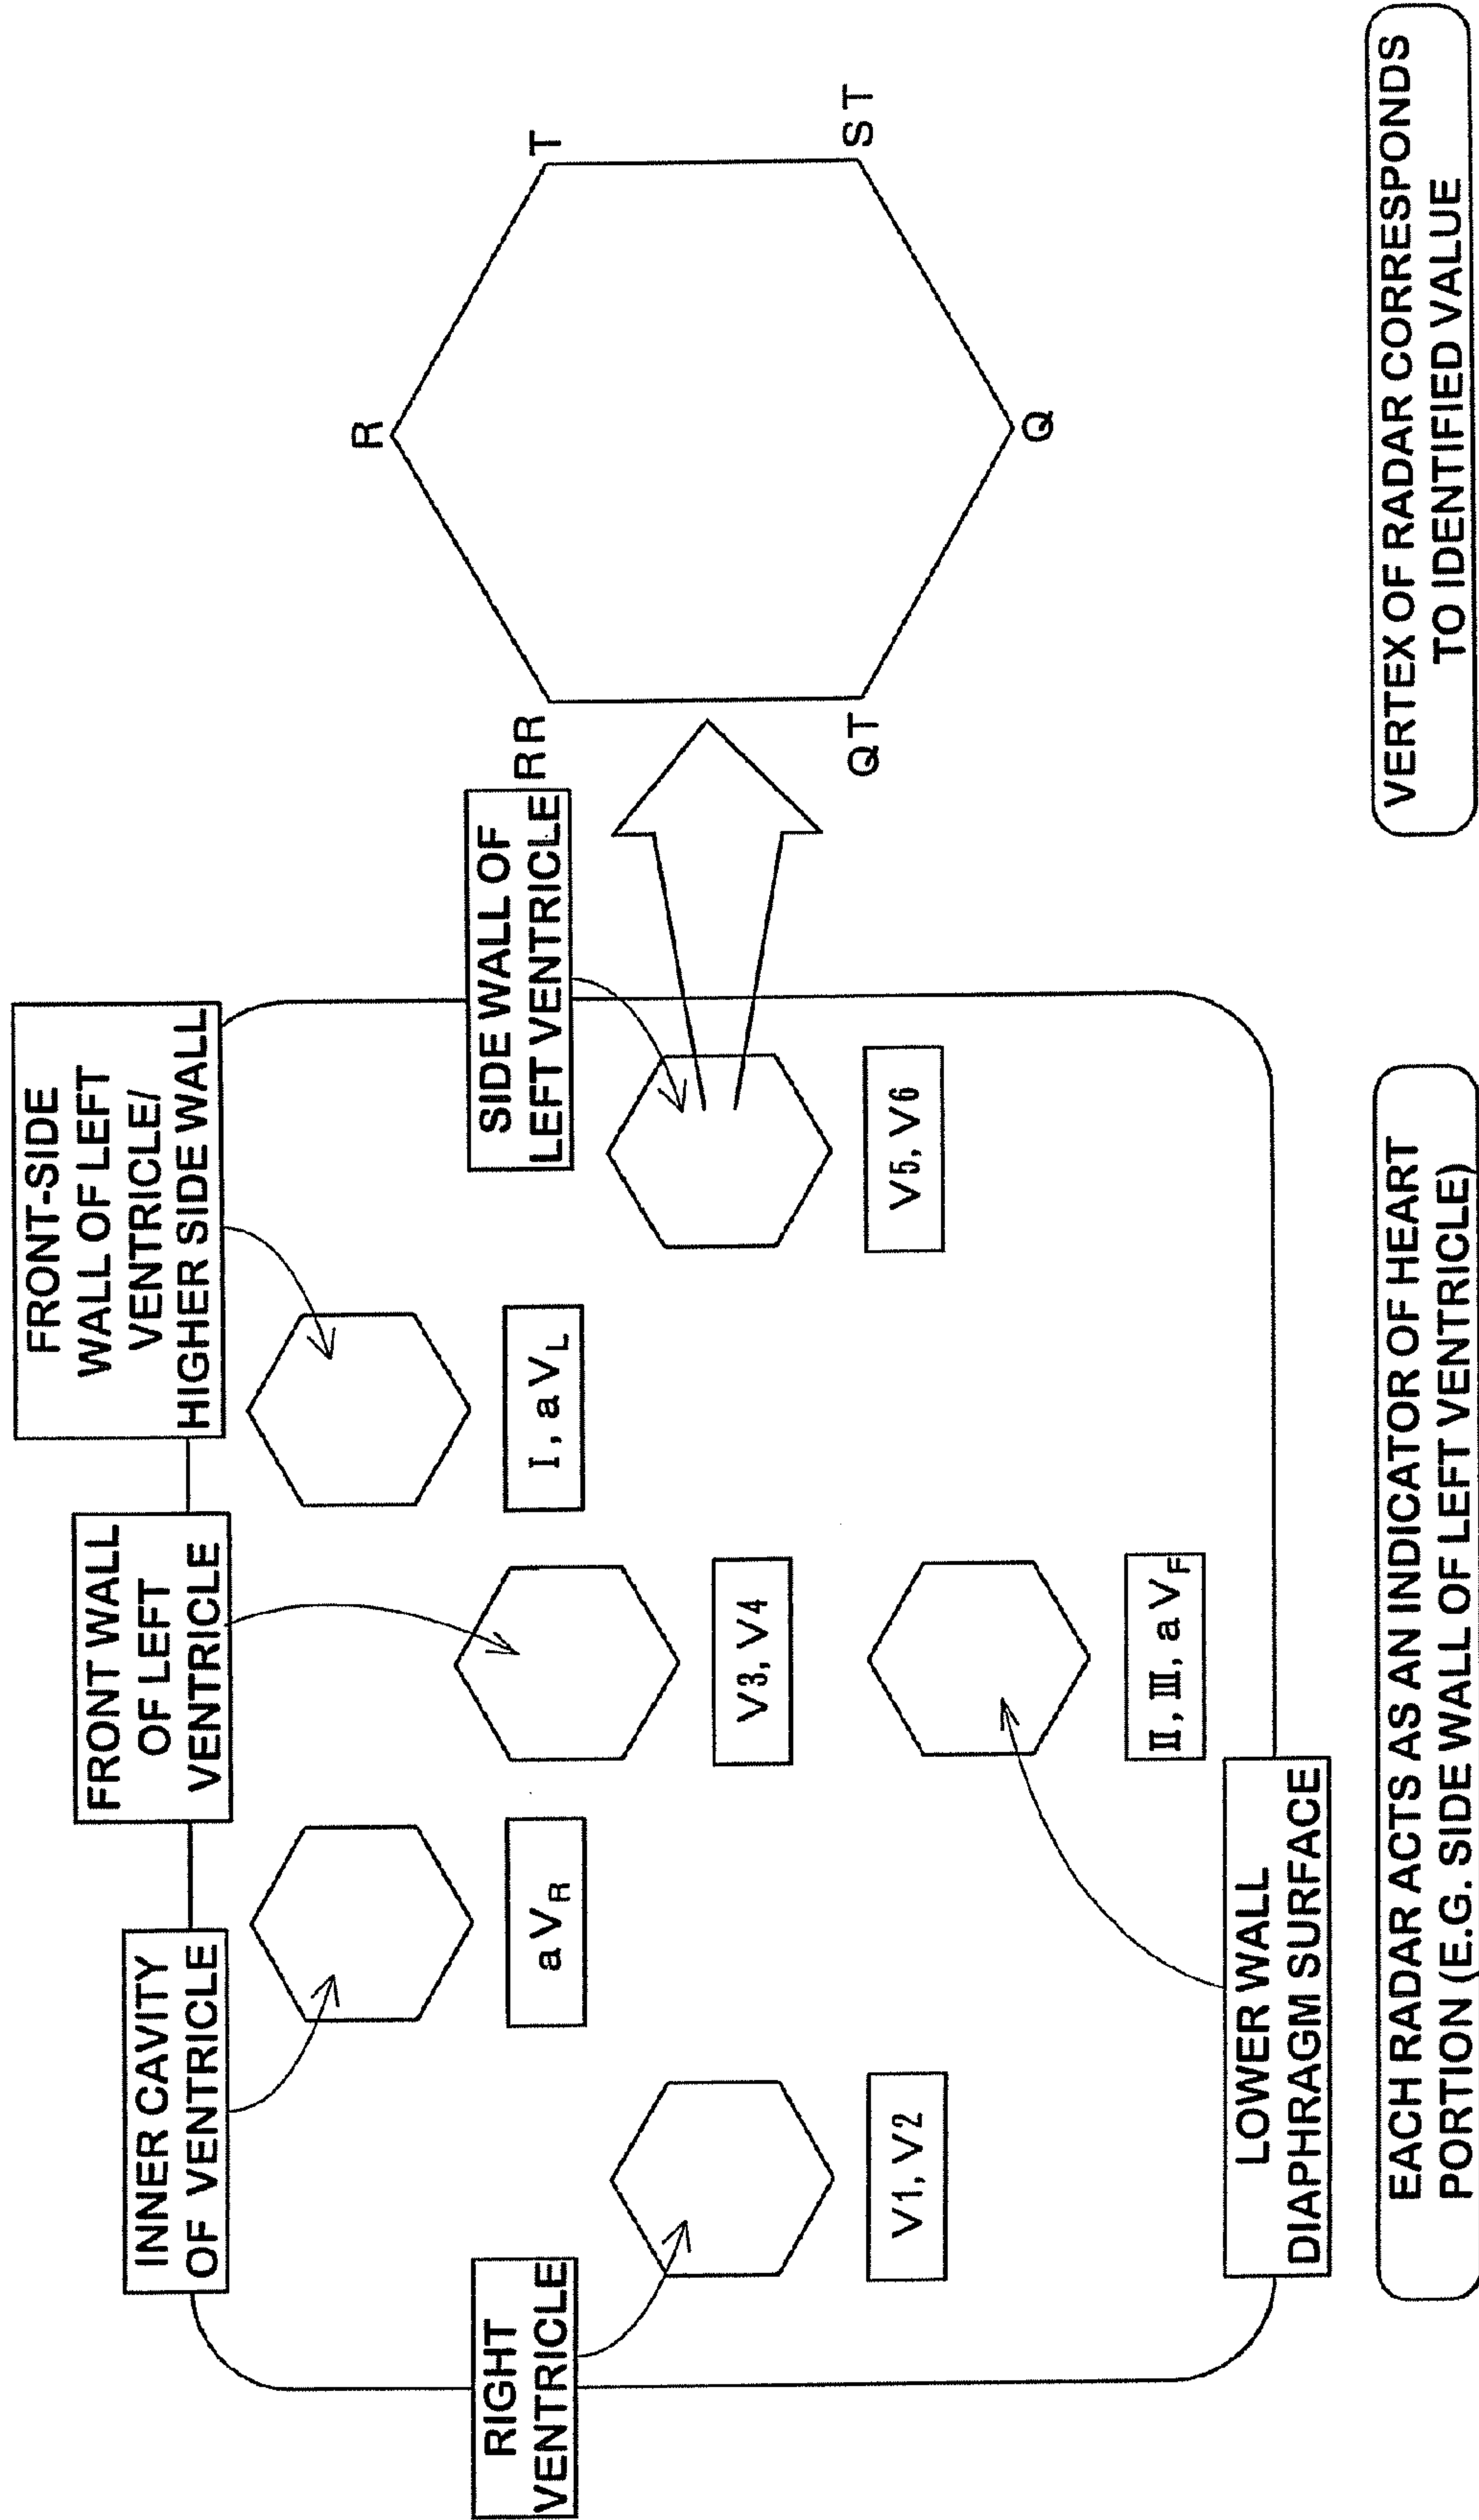 RIGHT
VENTRICLE
INNER CAVITY
OF VENTRICLE
FRONT WALL
OF LEFT
VENTRICLE
FRONT-SIDE
WALL OF LEFT
VENTRICLE/
HIGHER SIDE WALL
SIDE WALL OF
LEFT VENTRICLE
V1, V2
aVR
V3, V4
I, aVL
V5, V6
II, III, aVF
LOWER WALL
DIAPHRAGM SURFACE
R
RR
T
QT
ST
Q
EACH RADAR ACTS AS AN INDICATOR OF HEART
PORTION (E.G. SIDE WALL OF LEFT VENTRICLE)
VERTEX OF RADAR CORRESPONDS
TO IDENTIFIED VALUE